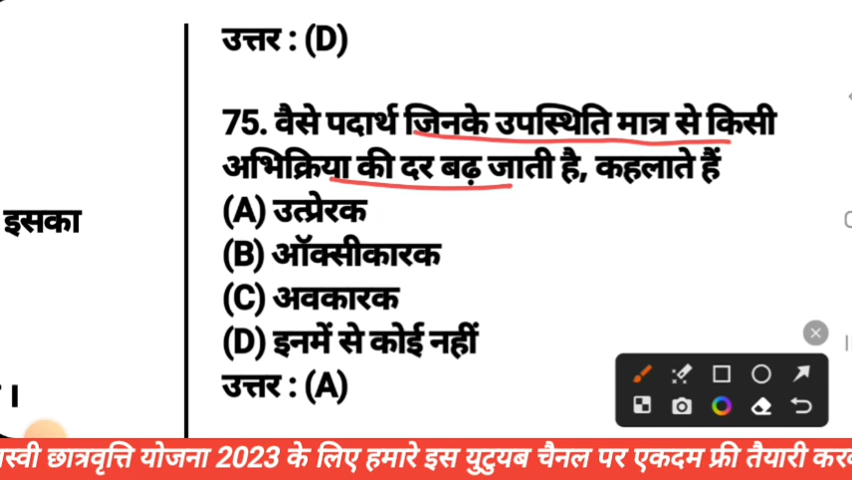 उत्तर : (D)
75. वैसे पदार्थ जिनके उपस्थिति मात्र से किसी
अभिक्रिया की दर बढ़ जाती है, कहलाते हैं
इसका
(A) उत्प्रेरक
(B) ऑक्सीकारक
(C) अवकारक
(D) इनमें से कोई नहीं
उत्तर : (A)
।
छात्रवृत्ति योजना 2023 के लिए हमारे इस युटुयब चैनल पर एकदम फ्री तैयारी